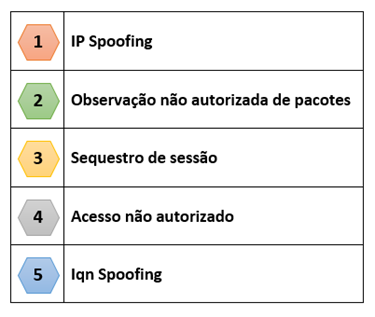 1 IP Spoofing
2 Observação não autorizada de pacotes
3 Sequestro de sessão
4 Acesso não autorizado
5 Iqn Spoofing